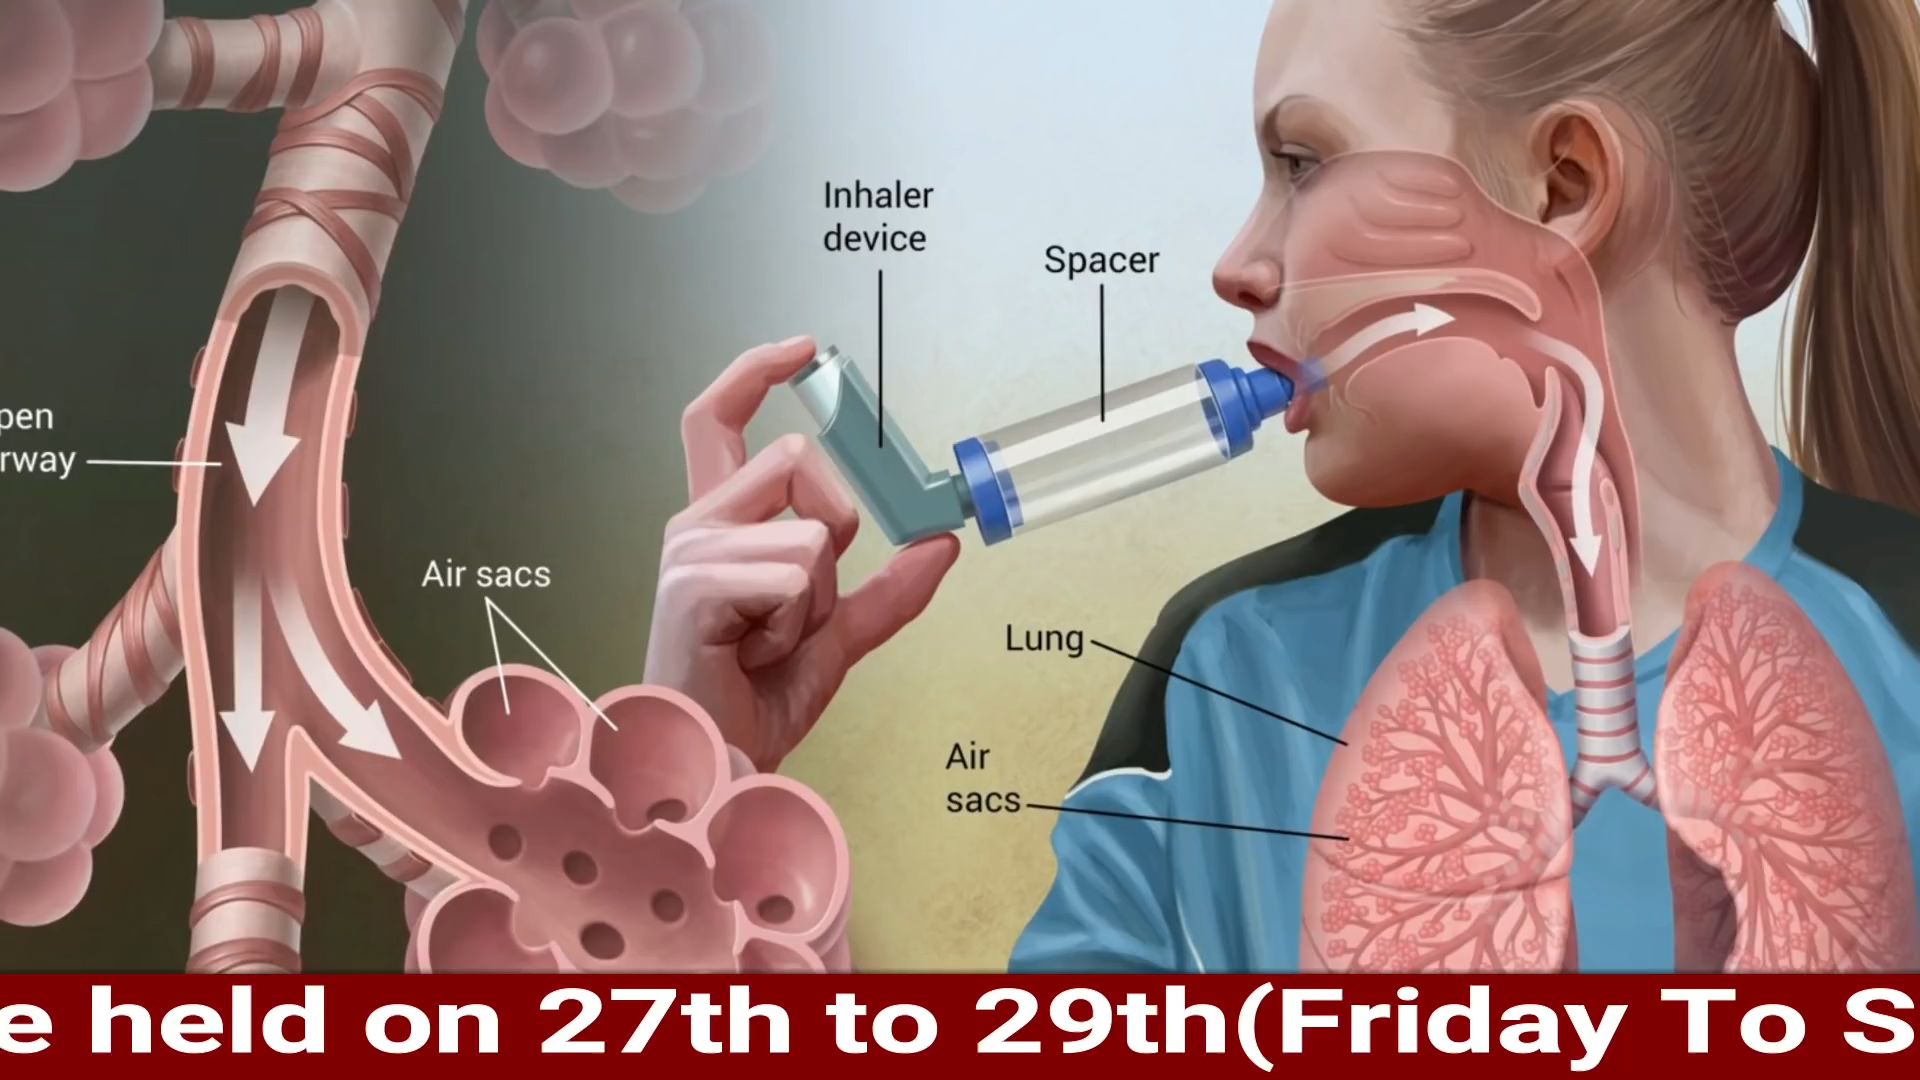 Inhaler
device
Spacer
pen
rway
Air sacs
Lung
Air
sacs
e held on 27th to 29th(Friday To S